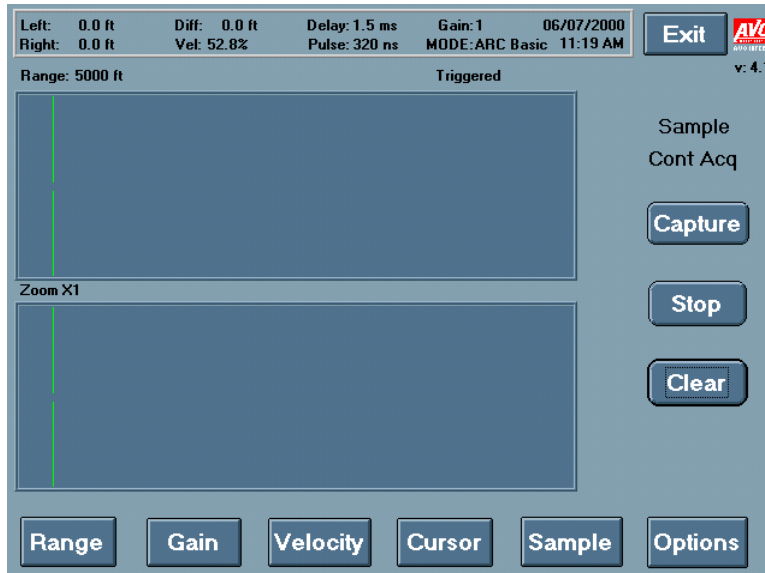 Left: 0.0 ft Diff: 0.0 ft Delay: 1.5 ms Gain: 1 06/07/2000
Right: 0.0 ft Vel: 52.8% Pulse: 320 ns MODE:ARC Basic 11:19 AM
Exit
AVO
Range: 5000 ft Triggered
v: 4.
Sample
Cont Acq
Capture
Zoom X1
Stop
Clear
Range Gain Velocity Cursor Sample Options